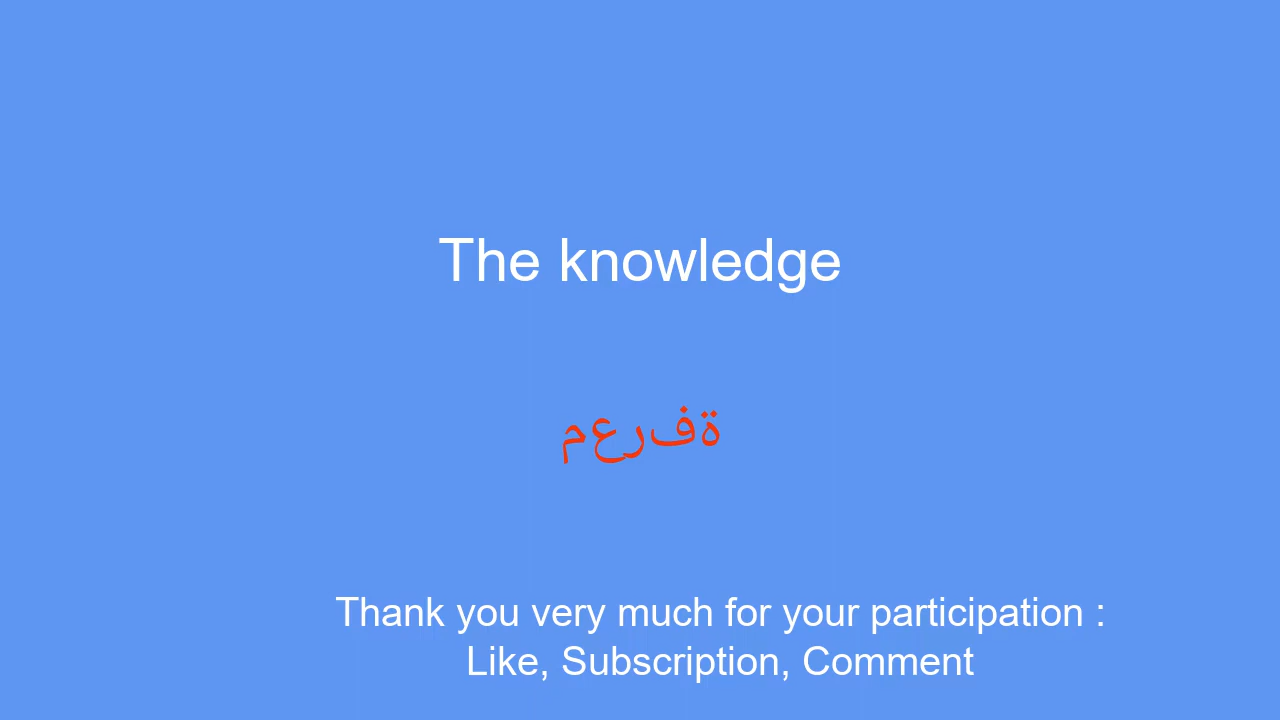 The knowledge
معرفة
Thank you very much for your participation :
Like, Subscription, Comment